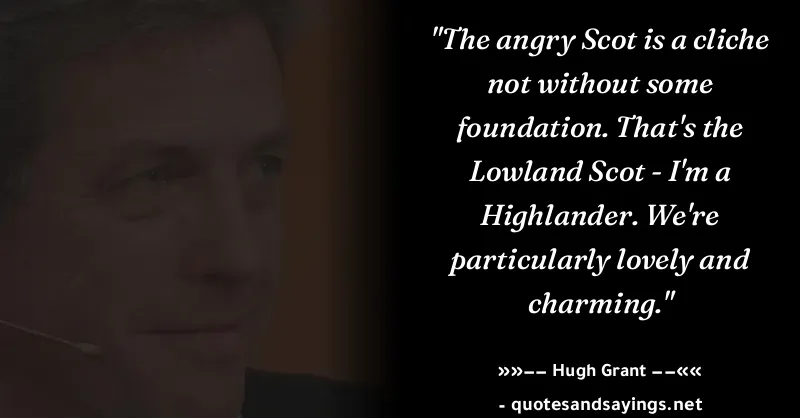 "The angry Scot is a cliche
not without some
foundation. That's the
Lowland Scot - I'm a
Highlander. We're
particularly lovely and
charming."
»»−− Hugh Grant −−««
- quotesandsayings.net